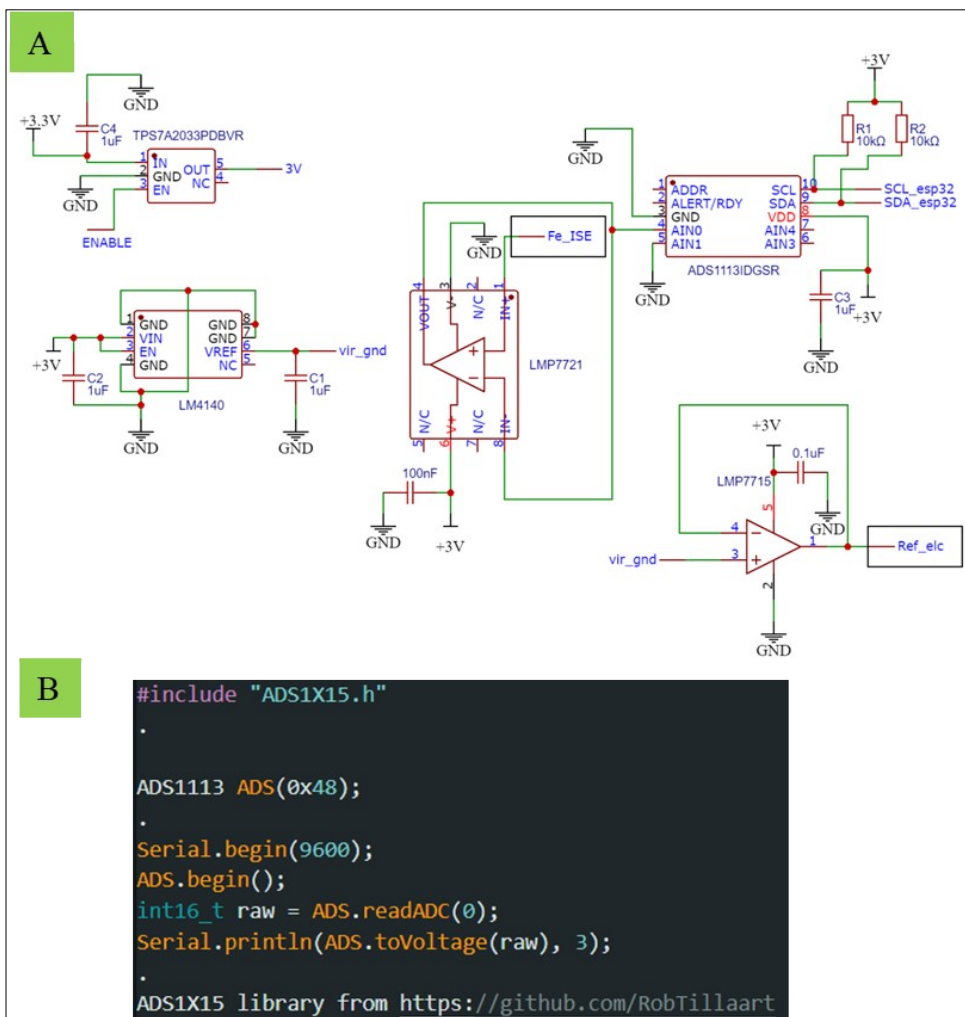 A
GND
+3.3V
C4
1uF
TPS7A2033PDBVR
1 IN
2 GND
3 EN
OUT 5
NC 4
3V
GND
ENABLE
1 GND
2 VIN
3 EN
4 GND
GND 8
GND 7
VREF 6
NC 5
LM4140
+3V
C2
1uF
GND
vir_gnd
C1
1uF
GND
GND
Fe_ISE
4 VOUT
3 V-
2 N/C
1 IN+
+
−
LMP7721
5 N/C
6 V+
7 N/C
8 IN-
100nF
GND
+3V
GND
+3V
R1
10kΩ
R2
10kΩ
1 ADDR
2 ALERT/RDY
3 GND
4 AIN0
5 AIN1
SCL 10
SDA 9
VDD 8
AIN4 7
AIN3 6
ADS1113IDGSR
SCL_esp32
SDA_esp32
GND
C3
1uF
+3V
GND
+3V
0.1uF
LMP7715
GND
5
4 −
3 +
1
2
vir_gnd
Ref_elc
GND
B
#include "ADS1X15.h"
.
ADS1113 ADS(0x48);
.
Serial.begin(9600);
ADS.begin();
int16_t raw = ADS.readADC(0);
Serial.println(ADS.toVoltage(raw), 3);
.
ADS1X15 library from https://github.com/RobTillaart